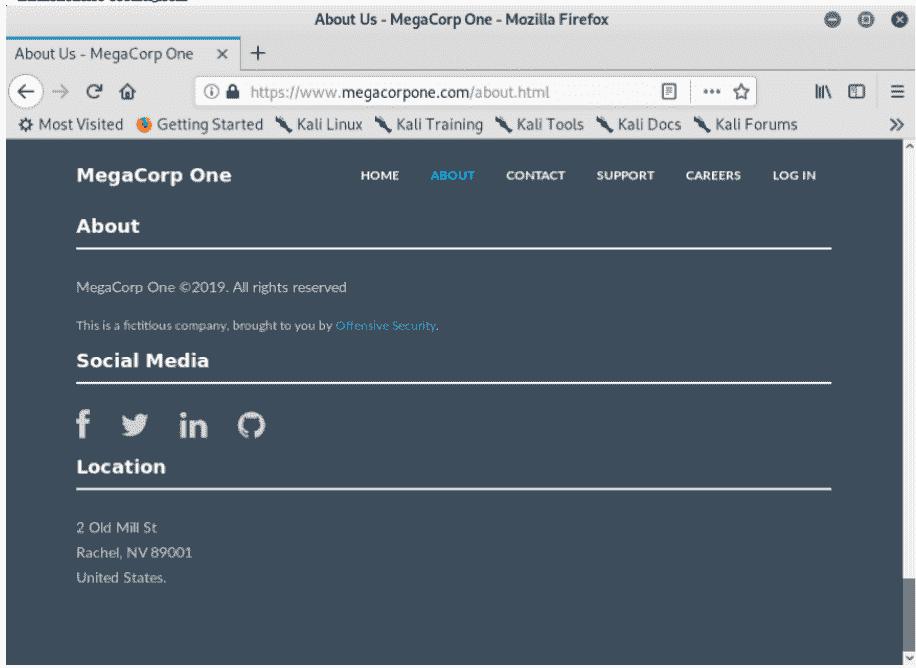 About Us - MegaCorp One - Mozilla Firefox
About Us - MegaCorp One
https://www.megacorpone.com/about.html
Most Visited Getting Started Kali Linux Kali Training Kali Tools Kali Docs Kali Forums
MegaCorp One HOME ABOUT CONTACT SUPPORT CAREERS LOG IN
About
MegaCorp One ©2019. All rights reserved
This is a fictitious company, brought to you by Offensive Security.
Social Media
Location
2 Old Mill St
Rachel, NV 89001
United States.